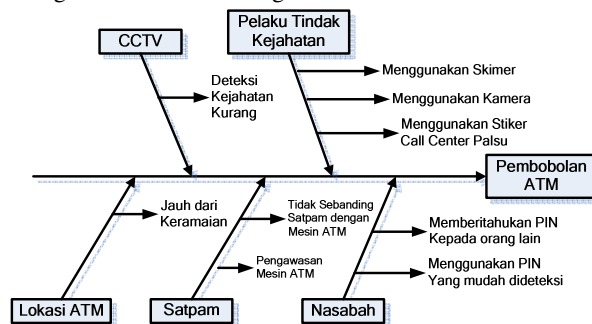 Pelaku Tindak
Kejahatan
CCTV
Deteksi
Kejahatan
Kurang
Menggunakan Skimer
Menggunakan Kamera
Menggunakan Stiker
Call Center Palsu
Pembobolan
ATM
Jauh dari
Keramaian
Tidak Sebanding
Satpam dengan
Mesin ATM
Pengawasan
Mesin ATM
Memberitahukan PIN
Kepada orang lain
Menggunakan PIN
Yang mudah dideteksi
Lokasi ATM
Satpam
Nasabah